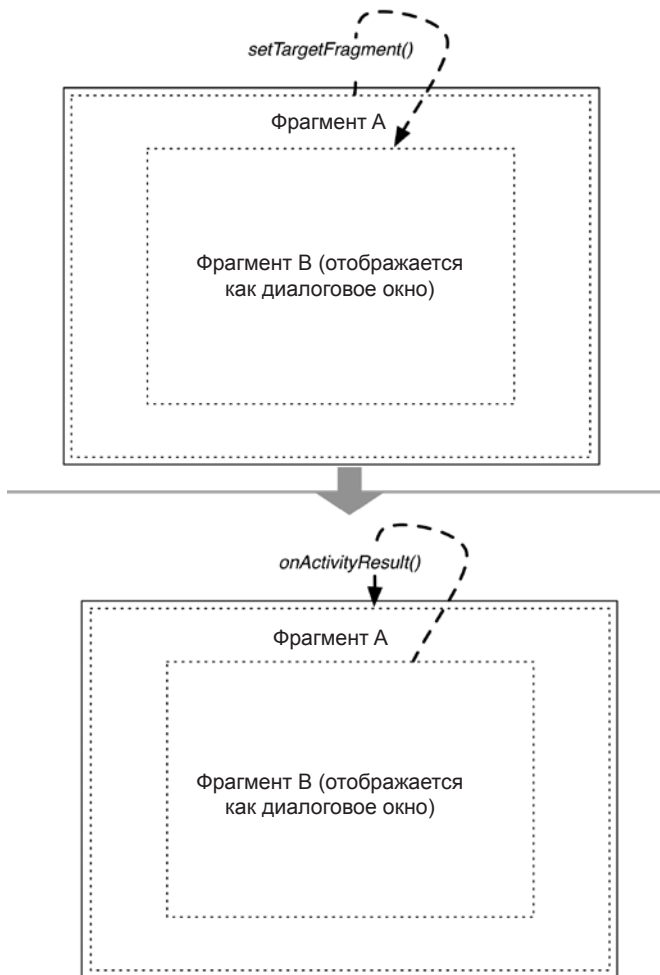 setTargetFragment()
Фрагмент A
Фрагмент B (отображается
как диалоговое окно)
onActivityResult()
Фрагмент A
Фрагмент B (отображается
как диалоговое окно)